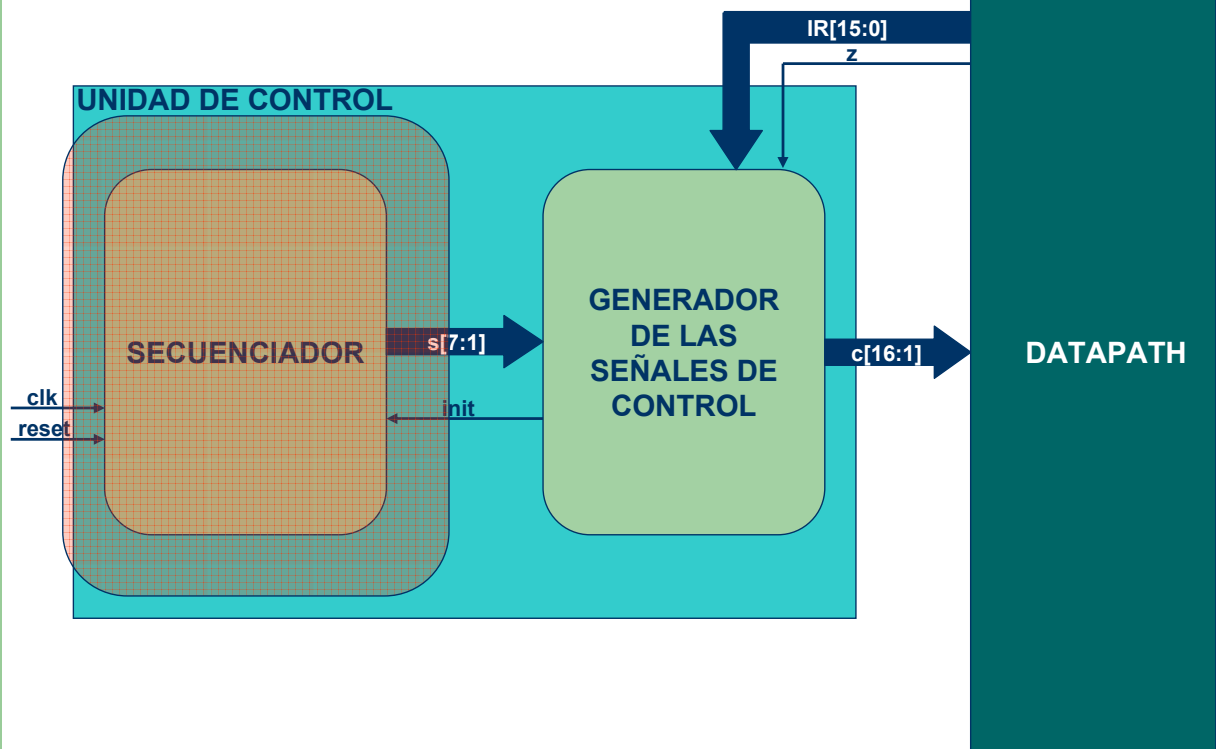 IR[15:0]
z
UNIDAD DE CONTROL
SECUENCIADOR
s[7:1]
GENERADOR
DE LAS
SEÑALES DE
CONTROL
c[16:1]
DATAPATH
clk
reset
init